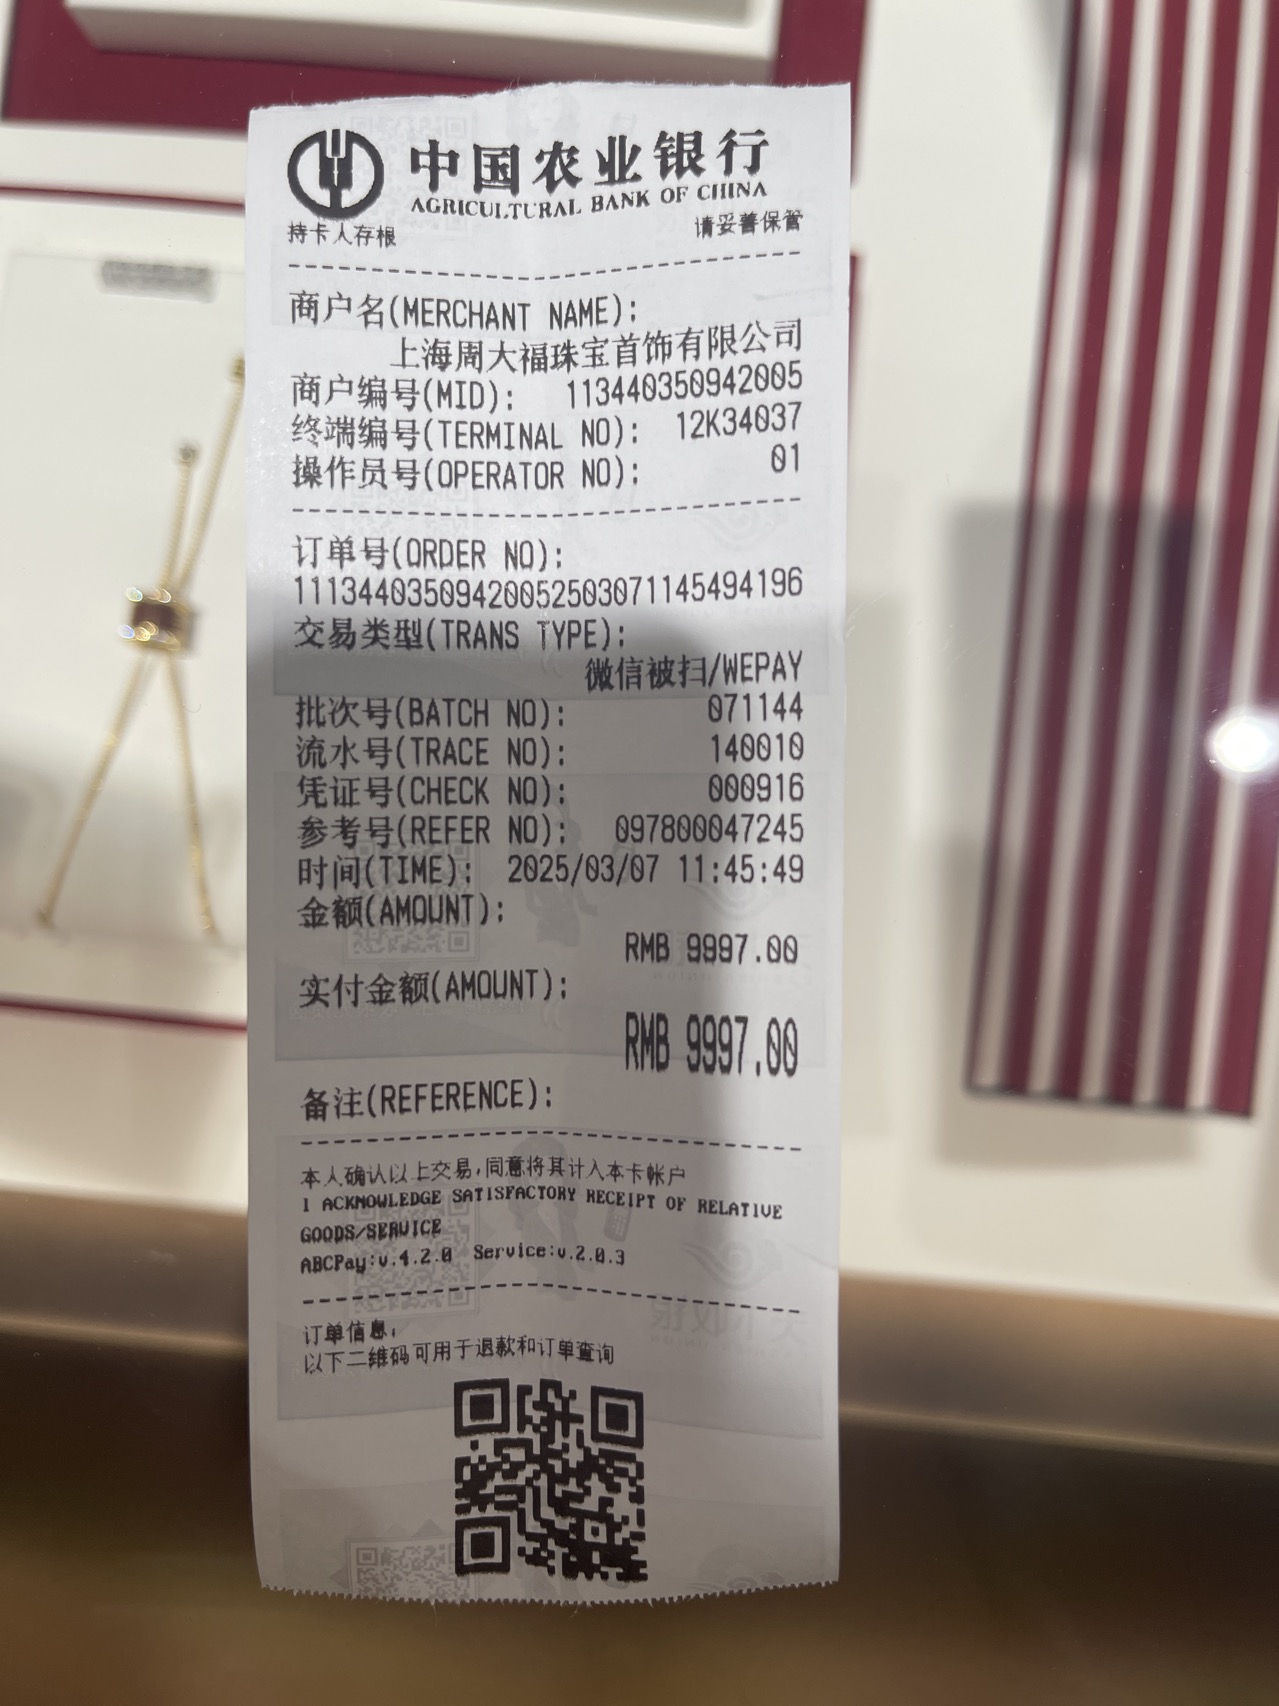 中国农业银行
AGRICULTURAL BANK OF CHINA
持卡人存根 请妥善保管
商户名(MERCHANT NAME):
上海周大福珠宝首饰有限公司
商户编号(MID): 113440350942005
终端编号(TERMINAL NO): 12K34037
操作员号(OPERATOR NO): 01
订单号(ORDER NO):
11134403509420052503071145494196
交易类型(TRANS TYPE):
微信被扫/WEPAY
批次号(BATCH NO): 071144
流水号(TRACE NO): 140010
凭证号(CHECK NO): 000916
参考号(REFER NO): 097800047245
时间(TIME): 2025/03/07 11:45:49
金额(AMOUNT):
RMB 9997.00
实付金额(AMOUNT):
RMB 9997.00
备注(REFERENCE):
本人确认以上交易,同意将其计入本卡帐户
I ACKNOWLEDGE SATISFACTORY RECEIPT OF RELATIVE
GOODS/SERVICE
ABCPay:v.4.2.0 Service:v.2.0.3
订单信息:
以下二维码可用于退款和订单查询